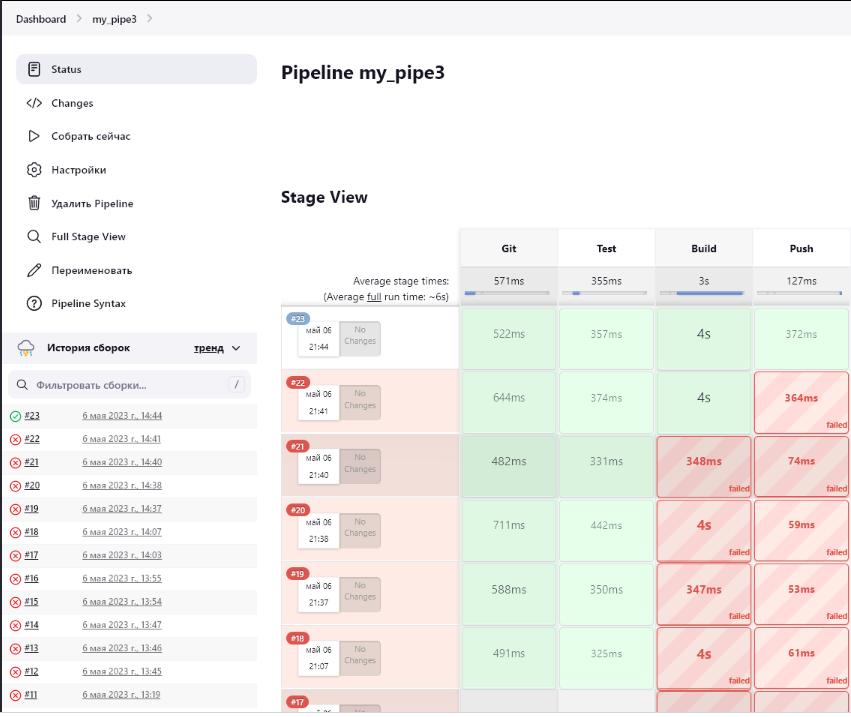 Dashboard > my_pipe3 >
Status
Changes
Собрать сейчас
Настройки
Удалить Pipeline
Full Stage View
Переименовать
Pipeline Syntax
История сборок тренд
Фильтровать сборки... /
#23 6 мая 2023 г., 14:44
#22 6 мая 2023 г., 14:41
#21 6 мая 2023 г., 14:40
#20 6 мая 2023 г., 14:38
#19 6 мая 2023 г., 14:37
#18 6 мая 2023 г., 14:07
#17 6 мая 2023 г., 14:03
#16 6 мая 2023 г., 13:55
#15 6 мая 2023 г., 13:54
#14 6 мая 2023 г., 13:47
#13 6 мая 2023 г., 13:46
#12 6 мая 2023 г., 13:45
#11 6 мая 2023 г., 13:19
Pipeline my_pipe3
Stage View
Git Test Build Push
Average stage times: 571ms 355ms 3s 127ms
(Average full run time: ~6s)
#23
май 06 No
21:44 Changes
522ms 357ms 4s 372ms
#22
май 06 No
21:41 Changes
644ms 374ms 4s 364ms
failed
#21
май 06 No
21:40 Changes
482ms 331ms 348ms 74ms
failed failed
#20
май 06 No
21:38 Changes
711ms 442ms 4s 59ms
failed failed
#19
май 06 No
21:37 Changes
588ms 350ms 347ms 53ms
failed failed
#18
май 06 No
21:07 Changes
491ms 325ms 4s 61ms
failed failed
#17